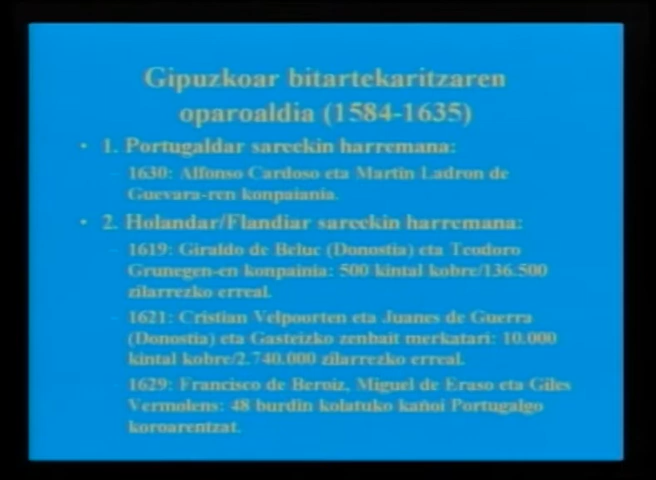 Gipuzkoar bitartekaritzaren
oparoaldia (1584-1635)
• 1. Portugaldar sareekin harremana:
– 1630: Alfonso Cardoso eta Martin Ladron de
Guevara-ren konpainia.
• 2. Holandar/Flandiar sareekin harremana:
– 1619: Giraldo de Beluc (Donostia) eta Teodoro
Grunegen-en konpainia: 500 kintal kobre/136.500
zilarrezko erreal.
– 1621: Cristian Velpoorten eta Juanes de Guerra
(Donostia) eta Gasteizko zenbait merkatari: 10.000
kintal kobre/2.740.000 zilarrezko erreal.
1629: Francisco de Beroiz, Miguel de Eraso eta Giles
Vermolens: 48 burdin kolatuko kañoi Portugalgo
koroarentzat.